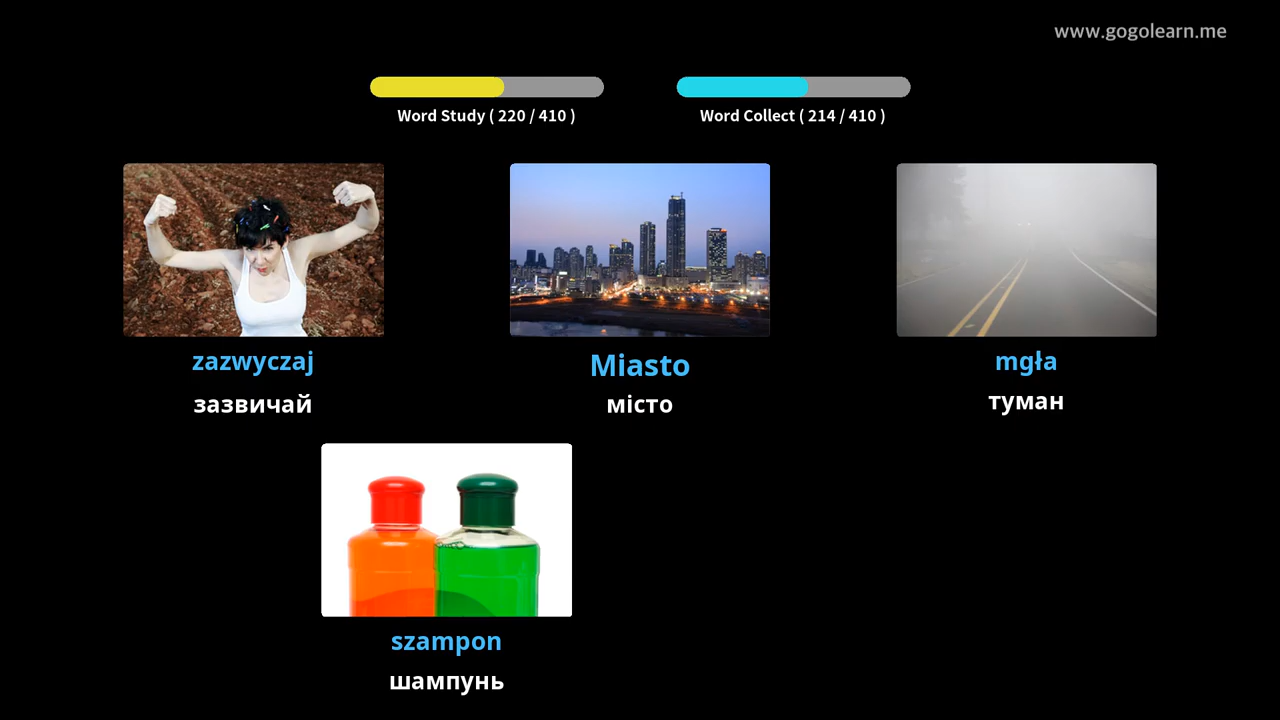 www.gogolearn.me
Word Study ( 220 / 410 )
Word Collect ( 214 / 410 )
zazwyczaj
зазвичай
Miasto
місто
mgła
туман
szampon
шампунь